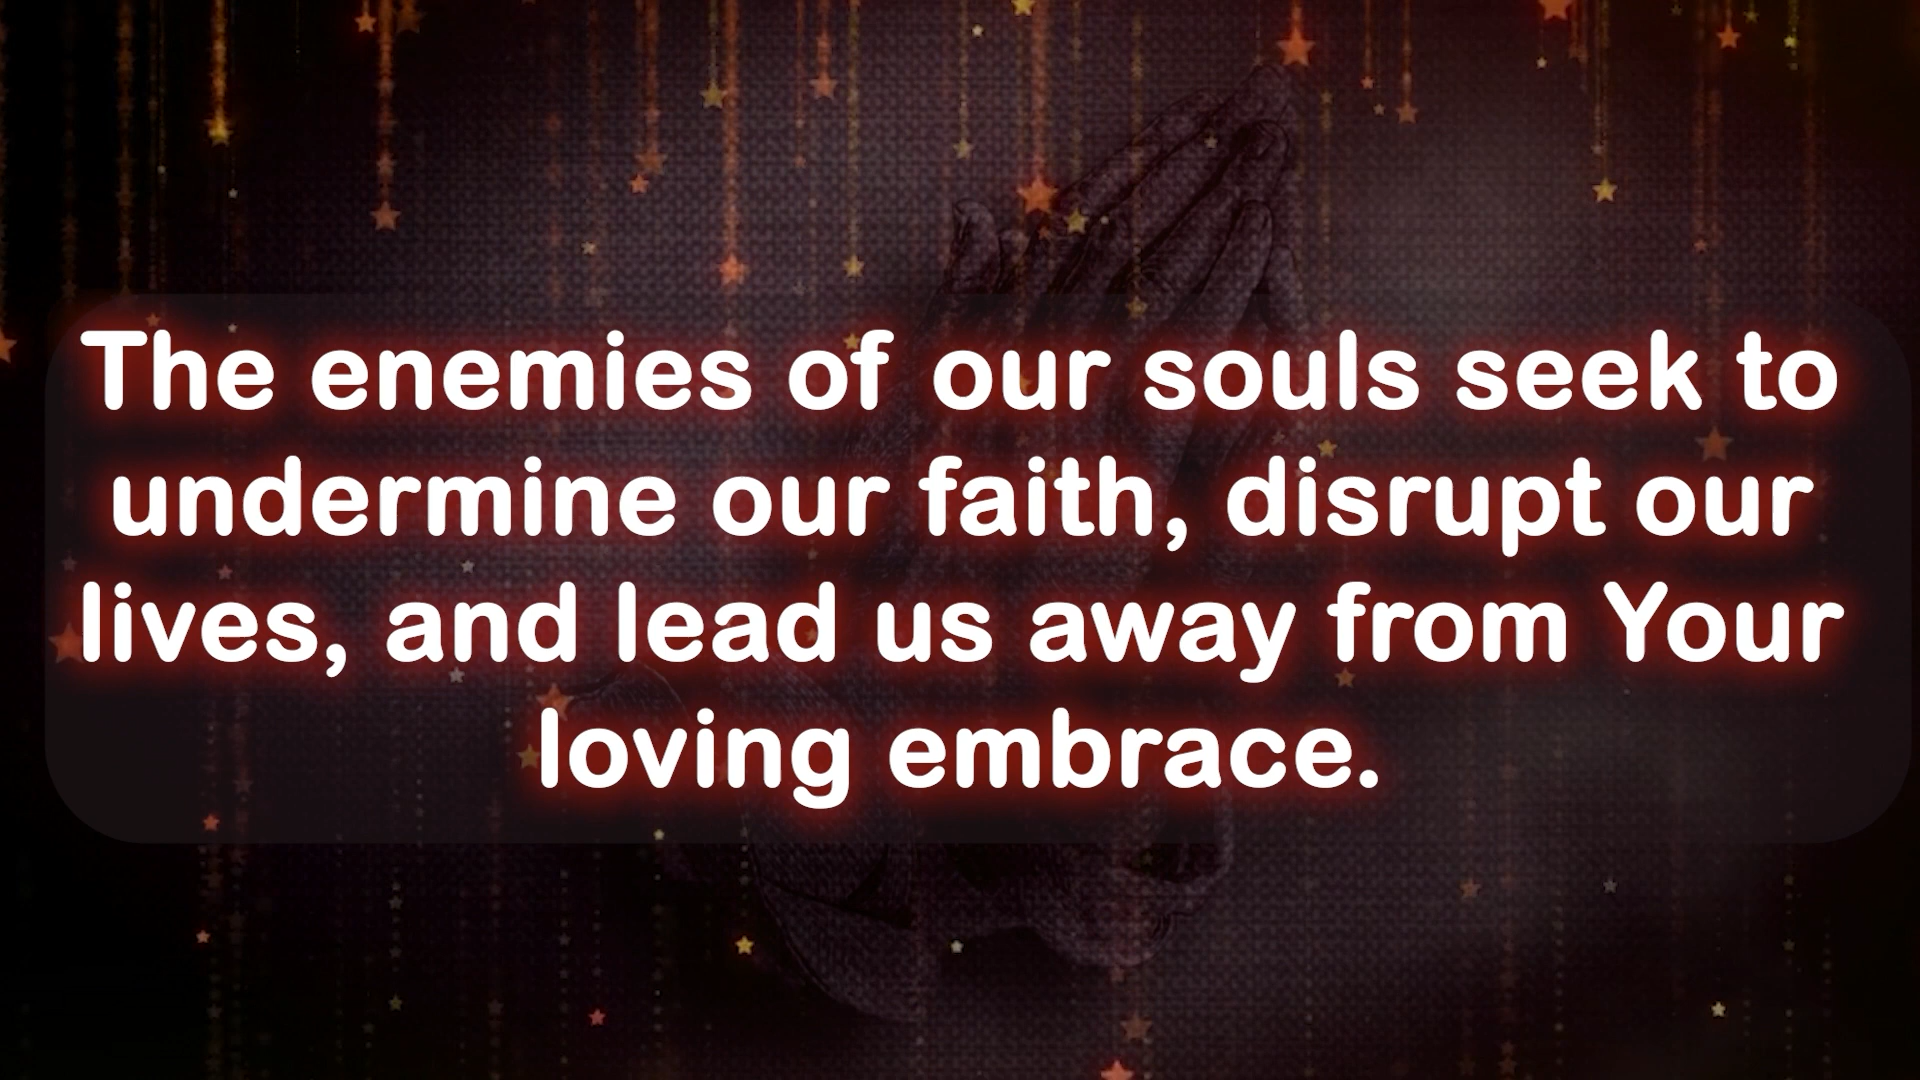 The enemies of our souls seek to
undermine our faith, disrupt our
lives, and lead us away from Your
loving embrace.